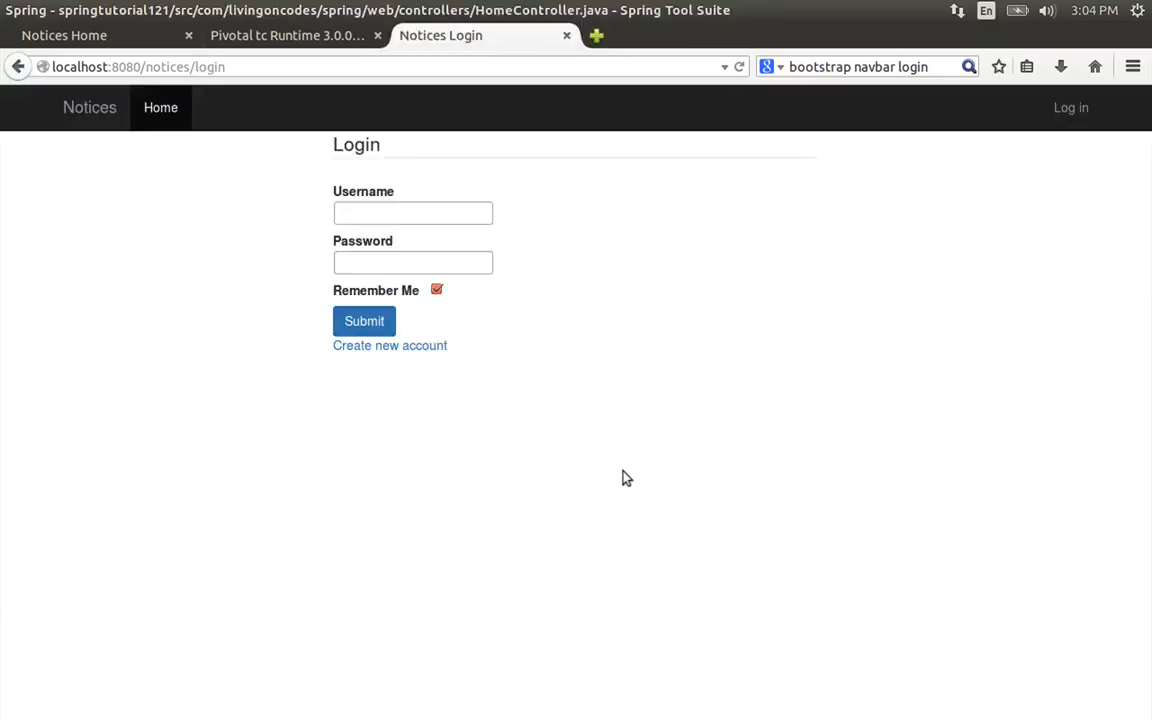 Spring - springtutorial121/src/com/livingoncodes/spring/web/controllers/HomeController.java - Spring Tool Suite
En
3:04 PM
Notices Home
Pivotal tc Runtime 3.0.0...
Notices Login
localhost:8080/notices/login
bootstrap navbar login
Notices
Home
Log in
Login
Username
Password
Remember Me
Submit
Create new account